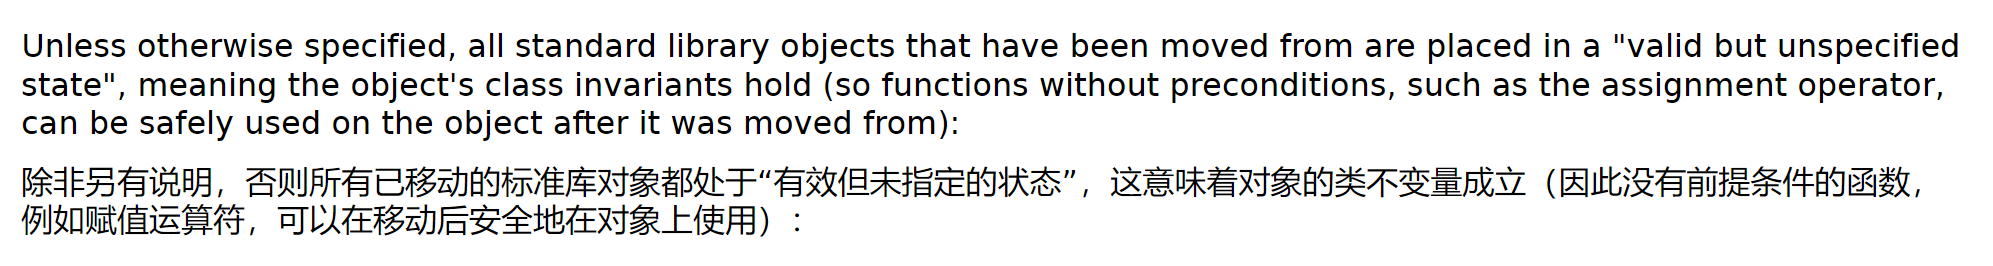 Unless otherwise specified, all standard library objects that have been moved from are placed in a "valid but unspecified
state", meaning the object's class invariants hold (so functions without preconditions, such as the assignment operator,
can be safely used on the object after it was moved from):
除非另有说明，否则所有已移动的标准库对象都处于“有效但未指定的状态”，这意味着对象的类不变量成立（因此没有前提条件的函数，
例如赋值运算符，可以在移动后安全地在对象上使用）：